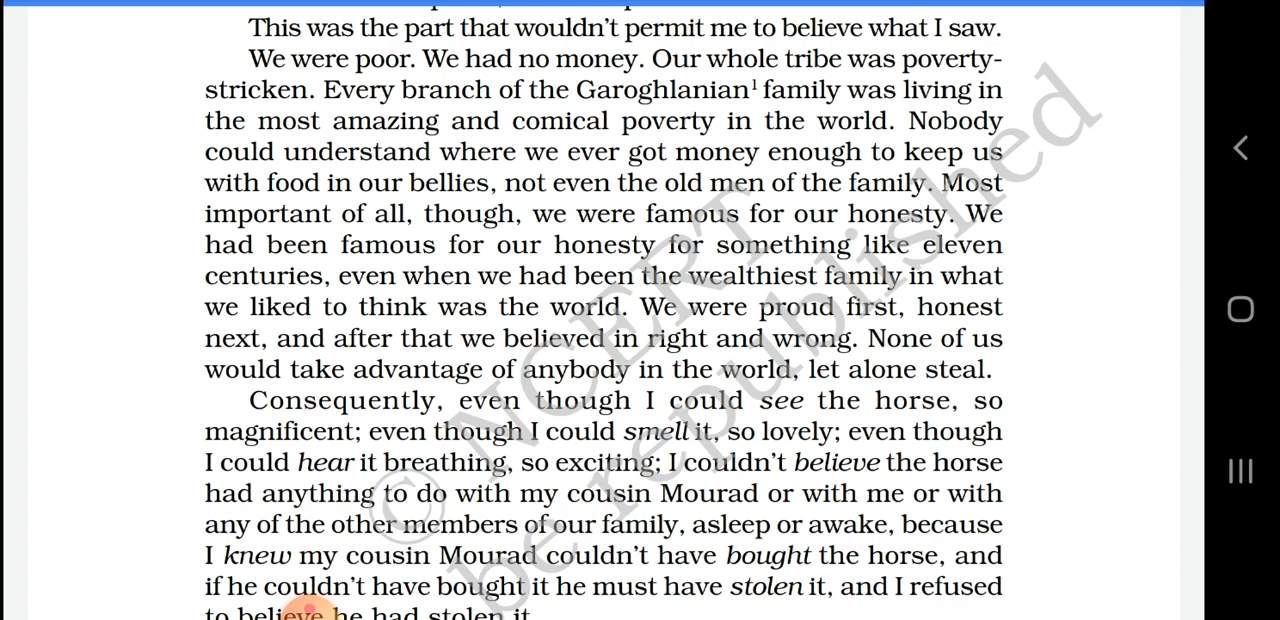 This was the part that wouldn't permit me to believe what I saw.
We were poor. We had no money. Our whole tribe was poverty-
stricken. Every branch of the Garoghlanian¹ family was living in
the most amazing and comical poverty in the world. Nobody
could understand where we ever got money enough to keep us
with food in our bellies, not even the old men of the family. Most
important of all, though, we were famous for our honesty. We
had been famous for our honesty for something like eleven
centuries, even when we had been the wealthiest family in what
we liked to think was the world. We were proud first, honest
next, and after that we believed in right and wrong. None of us
would take advantage of anybody in the world, let alone steal.
Consequently, even though I could see the horse, so
magnificent; even though I could smell it, so lovely; even though
I could hear it breathing, so exciting; I couldn't believe the horse
had anything to do with my cousin Mourad or with me or with
any of the other members of our family, asleep or awake, because
I knew my cousin Mourad couldn't have bought the horse, and
if he couldn't have bought it he must have stolen it, and I refused
to believe he had stolen it.
© NCERT
be republished